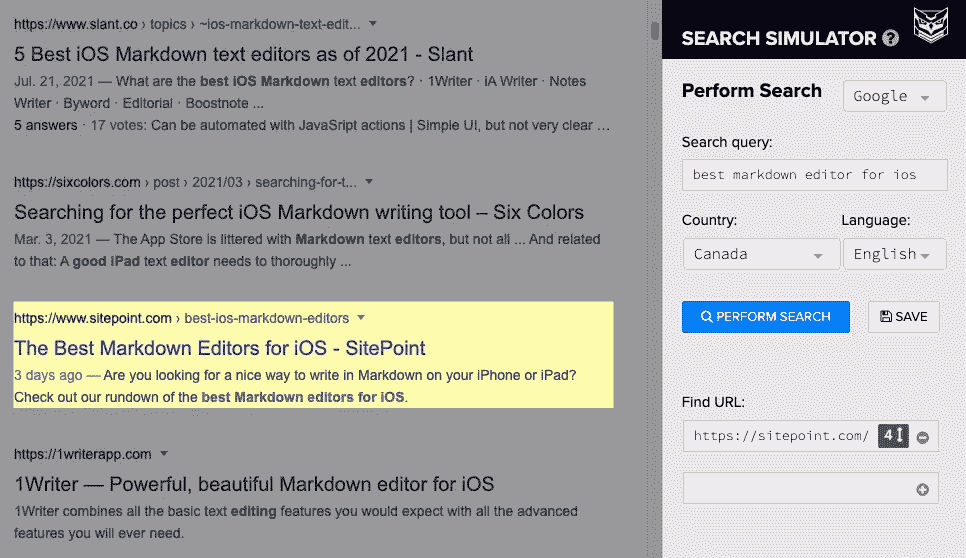 https://www.slant.co › topics › ~ios-markdown-text-edit...
5 Best iOS Markdown text editors as of 2021 - Slant
Jul. 21, 2021 — What are the best iOS Markdown text editors? · 1Writer · iA Writer · Notes
Writer · Byword · Editorial · Boostnote ...
5 answers · 17 votes: Can be automated with JavaSript actions | Simple UI, but not very clear ...
https://sixcolors.com › post › 2021/03 › searching-for-t...
Searching for the perfect iOS Markdown writing tool – Six Colors
Mar. 3, 2021 — The App Store is littered with Markdown text editors, but not all ... And related
to that: A good iPad text editor needs to thoroughly ...
https://www.sitepoint.com › best-ios-markdown-editors
The Best Markdown Editors for iOS - SitePoint
3 days ago — Are you looking for a nice way to write in Markdown on your iPhone or iPad?
Check out our rundown of the best Markdown editors for iOS.
https://1writerapp.com
1Writer — Powerful, beautiful Markdown editor for iOS
1Writer combines all the basic text editing features you would expect with all the advanced
features you will ever need.
SEARCH SIMULATOR ?
Perform Search
Google
Search query:
best markdown editor for ios
Country: Language:
Canada English
PERFORM SEARCH SAVE
Find URL:
https://sitepoint.com/ 4